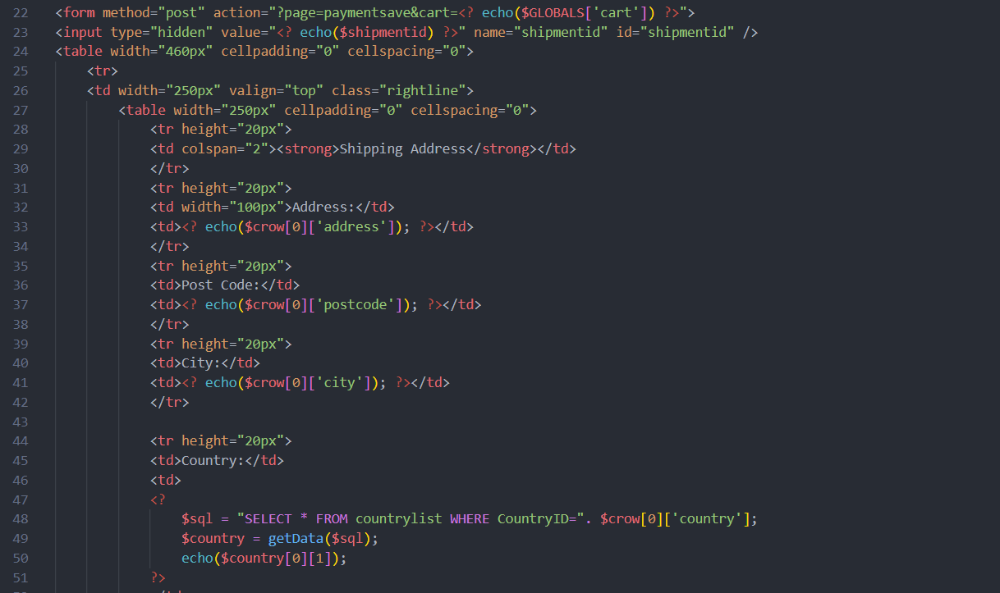 22 <form method="post" action="?page=paymentsave&cart=<? echo($GLOBALS['cart']) ?>">
23 <input type="hidden" value="<? echo($shipmentid) ?>" name="shipmentid" id="shipmentid" />
24 <table width="460px" cellpadding="0" cellspacing="0">
25 <tr>
26 <td width="250px" valign="top" class="rightline">
27 <table width="250px" cellpadding="0" cellspacing="0">
28 <tr height="20px">
29 <td colspan="2"><strong>Shipping Address</strong></td>
30 </tr>
31 <tr height="20px">
32 <td width="100px">Address:</td>
33 <td><? echo($crow[0]['address']); ?></td>
34 </tr>
35 <tr height="20px">
36 <td>Post Code:</td>
37 <td><? echo($crow[0]['postcode']); ?></td>
38 </tr>
39 <tr height="20px">
40 <td>City:</td>
41 <td><? echo($crow[0]['city']); ?></td>
42 </tr>
43
44 <tr height="20px">
45 <td>Country:</td>
46 <td>
47 <?
48 $sql = "SELECT * FROM countrylist WHERE CountryID=". $crow[0]['country'];
49 $country = getData($sql);
50 echo($country[0][1]);
51 ?>